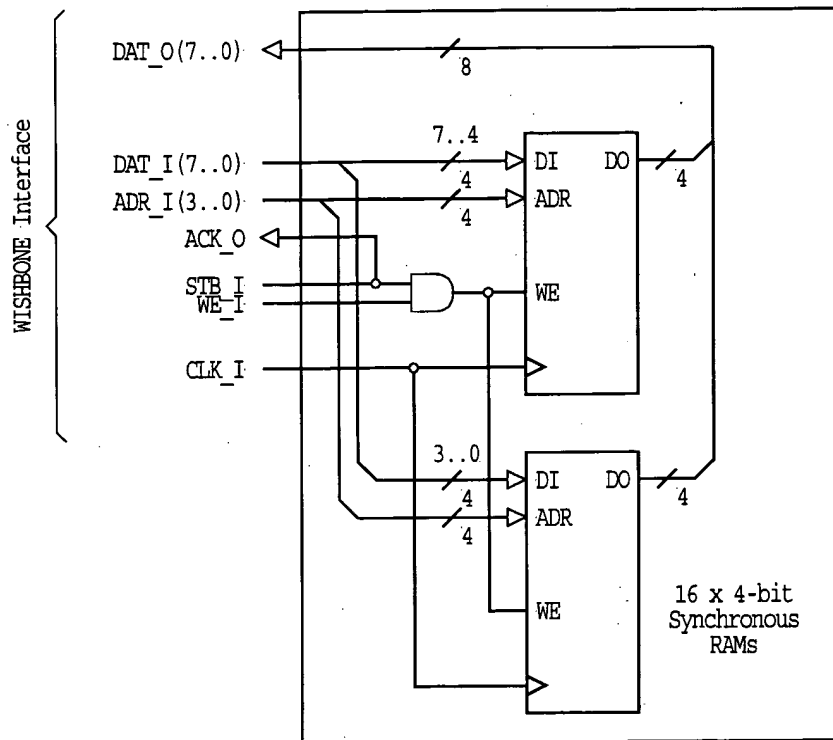 WISHBONE Interface
DAT_O(7..0)
8
DAT_I(7..0)
7..4
4
DI
DO
4
ADR_I(3..0)
4
ADR
ACK_O
STB_I
WE_I
WE
CLK_I
3..0
4
DI
DO
4
4
ADR
WE
16 x 4-bit
Synchronous
RAMs